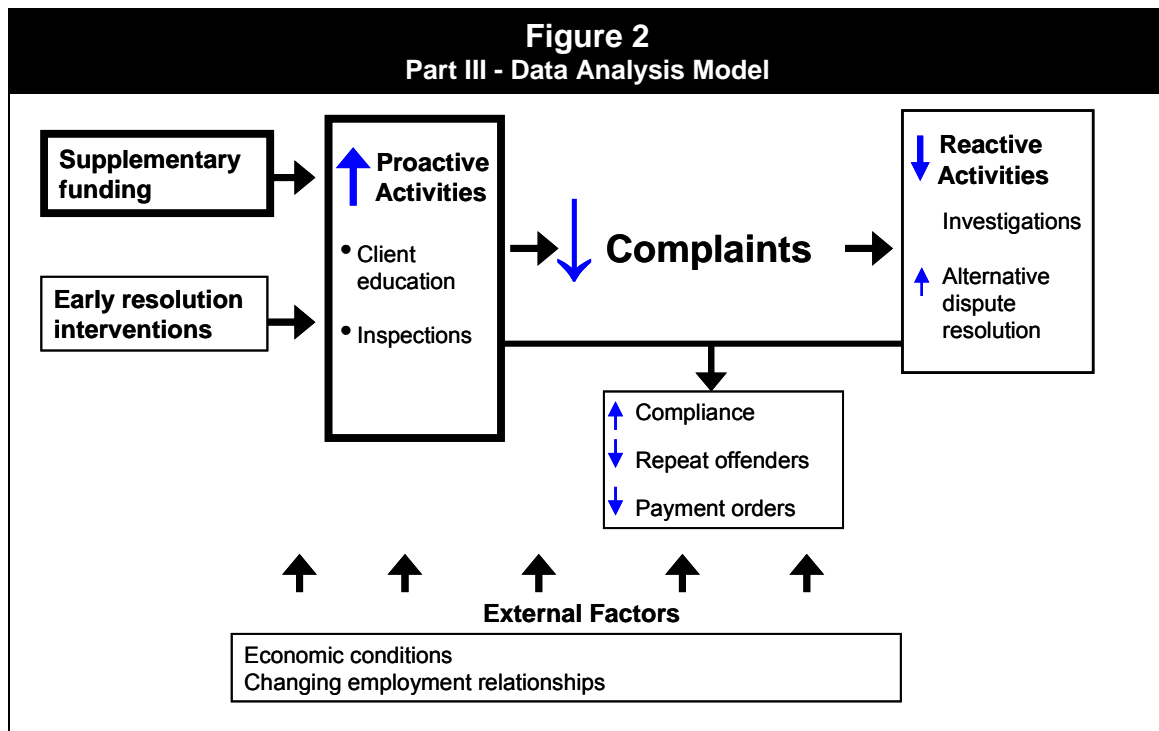 Figure 2
Part III - Data Analysis Model
Supplementary
funding
Early resolution
interventions
Proactive
Activities
• Client
education
• Inspections
Complaints
Reactive
Activities
Investigations
Alternative
dispute
resolution
Compliance
Repeat offenders
Payment orders
External Factors
Economic conditions
Changing employment relationships